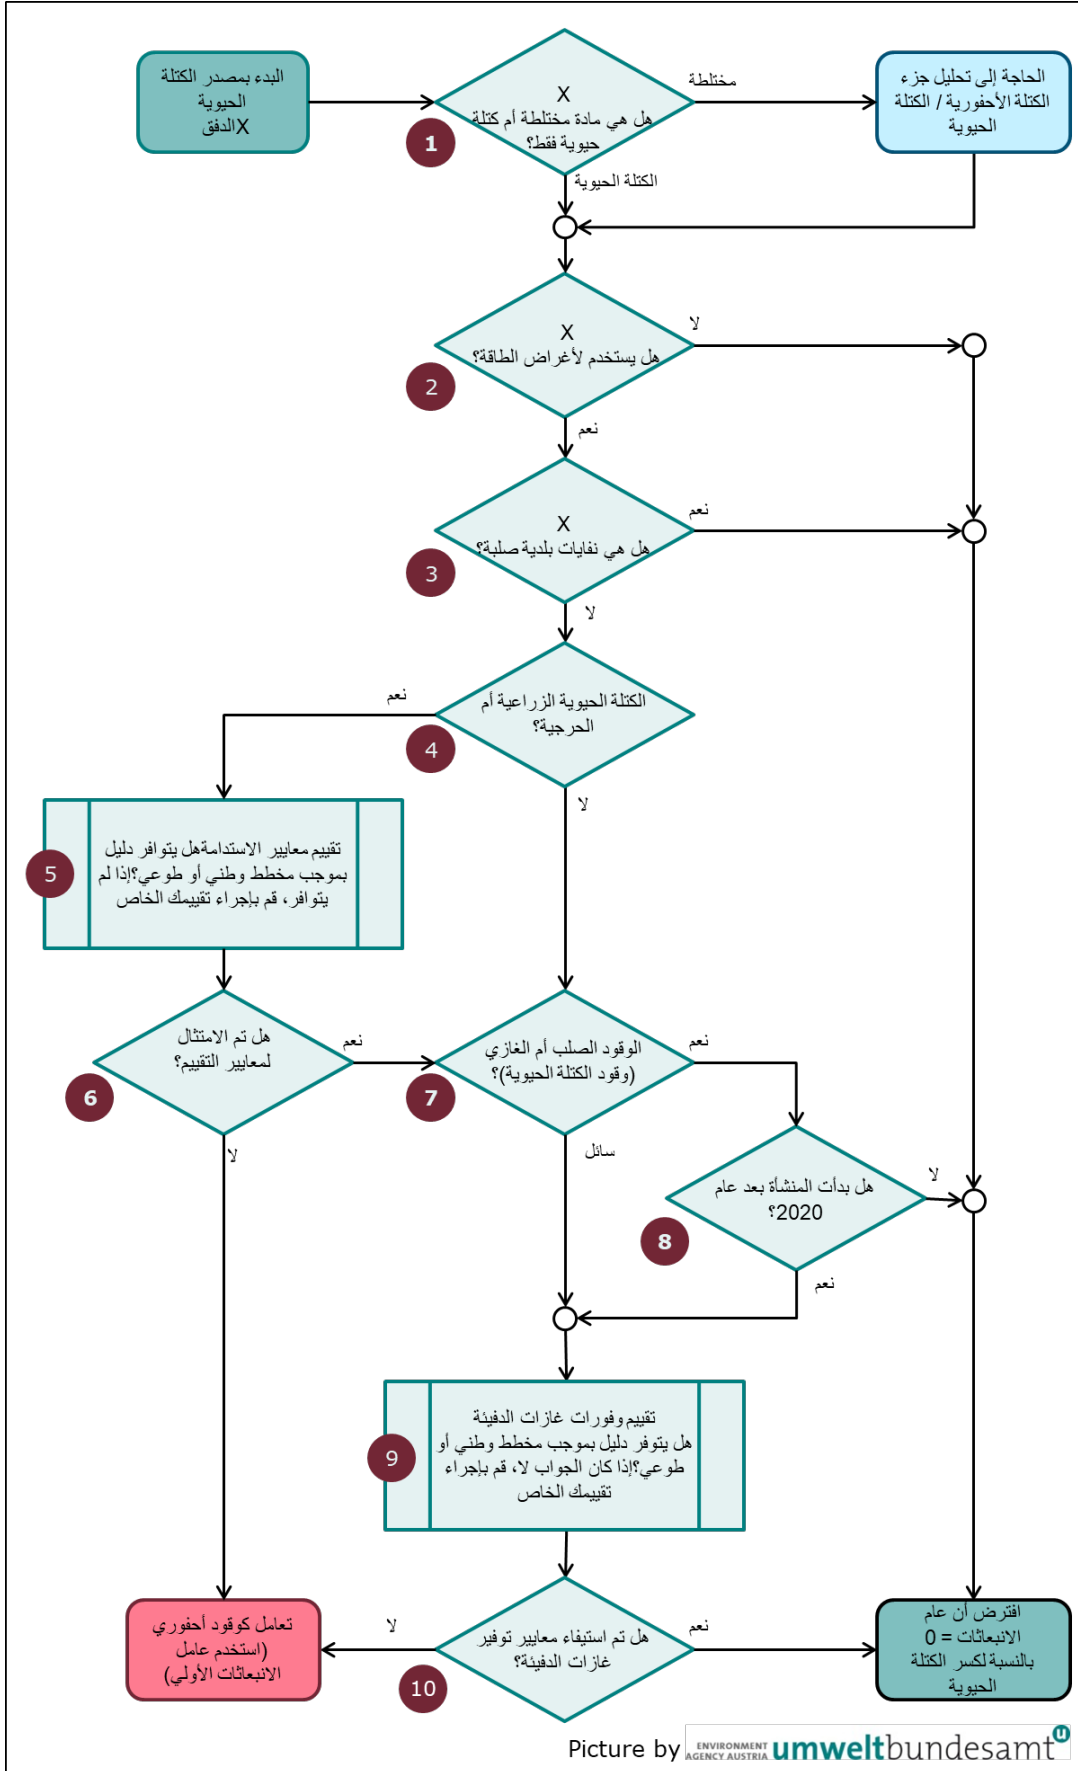 البدء بمصدر الكتلة
الحيوية
الدفقX
X
هل هي مادة مختلطة أم كتلة
حيوية فقط؟
1
مختلطة
الحاجة إلى تحليل جزء
الكتلة الأحفورية / الكتلة
الحيوية
الكتلة الحيوية
X
هل يستخدم لأغراض الطاقة؟
2
لا
نعم
X
هل هي نفايات بلدية صلبة؟
3
نعم
لا
الكتلة الحيوية الزراعية أم
الحرجية؟
4
نعم
لا
تقييم معايير الاستدامةهل يتوافر دليل
بموجب مخطط وطني أو طوعي؟إذا لم
يتوافر، قم بإجراء تقييمك الخاص
5
هل تم الامتثال
لمعايير التقييم؟
6
نعم
لا
الوقود الصلب أم الغازي
(وقود الكتلة الحيوية)؟
7
نعم
سائل
هل بدأت المنشأة بعد عام
2020؟
8
لا
نعم
تقييم وفورات غازات الدفيئة
هل يتوفر دليل بموجب مخطط وطني أو
طوعي؟إذا كان الجواب لا، قم بإجراء
تقييمك الخاص
9
هل تم استيفاء معايير توفير
غازات الدفيئة؟
10
لا
نعم
تعامل كوقود أحفوري
(استخدم عامل
الانبعاثات الأولي)
افترض أن عام
الانبعاثات = 0
بالنسبة لكسر الكتلة
الحيوية
Picture by
ENVIRONMENT
AGENCY AUSTRIA
umweltbundesamt
u